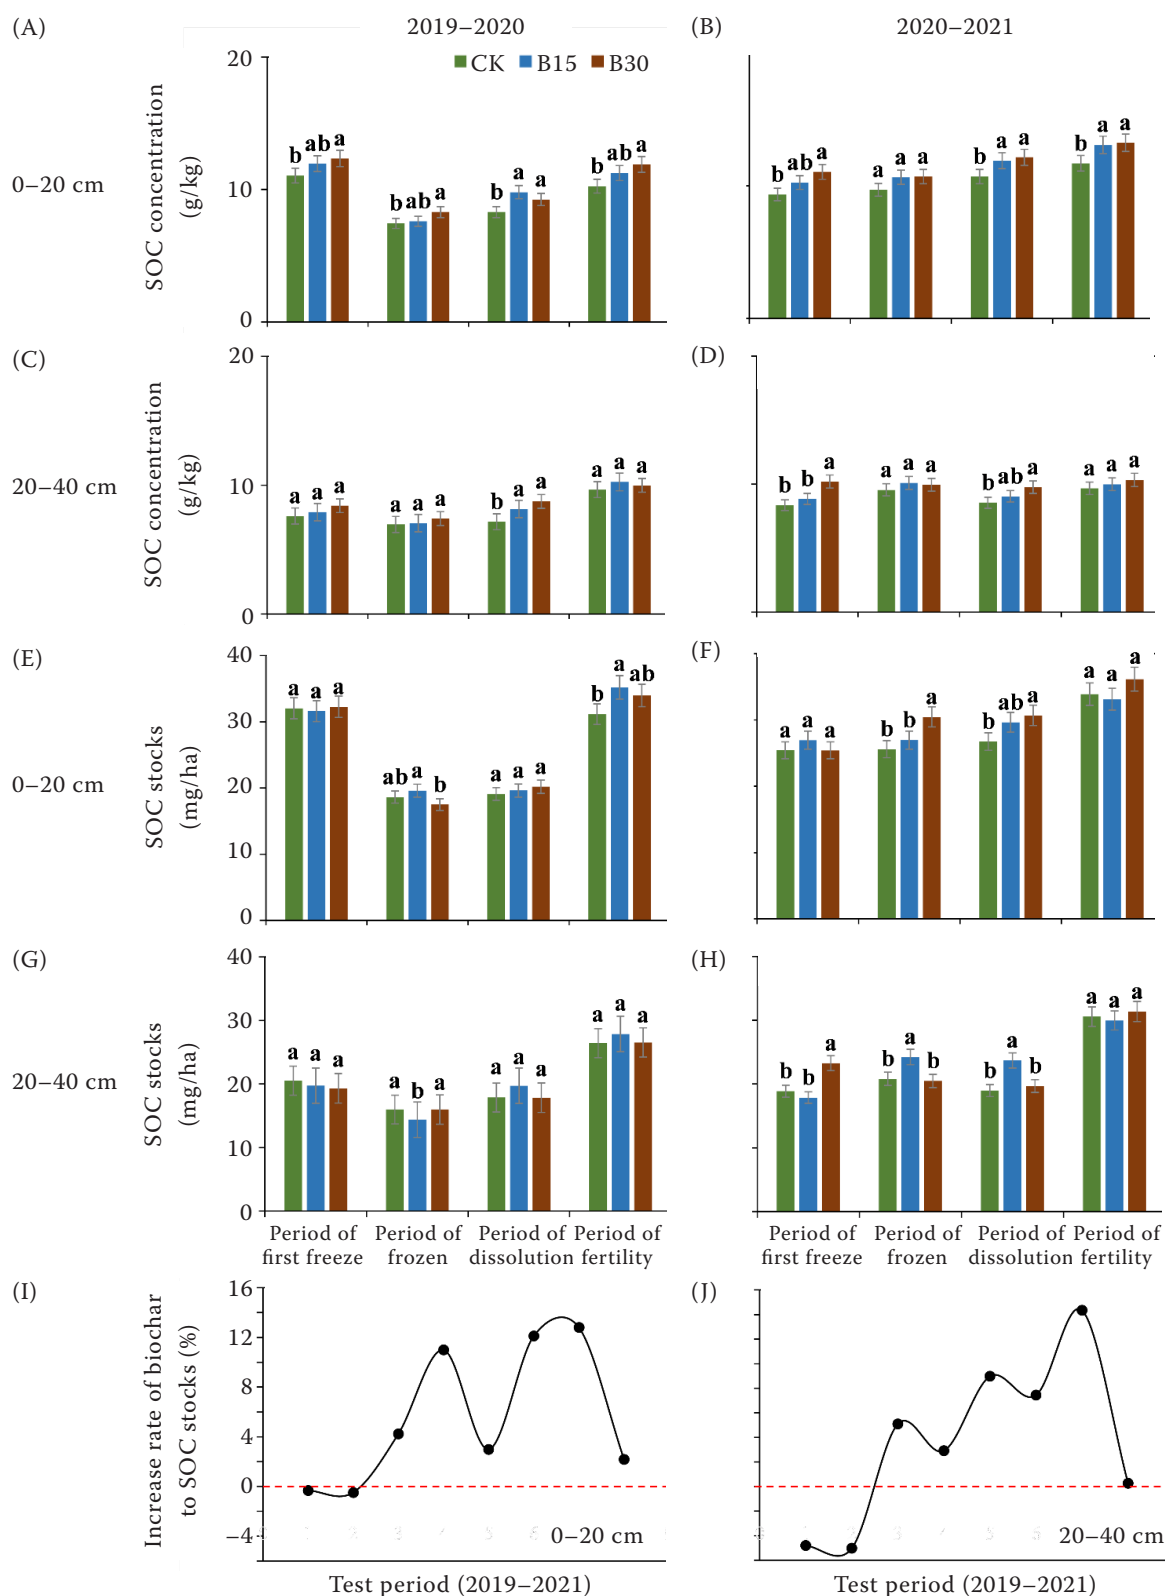 (A) 2019–2020 (B) 2020–2021
CK B15 B30
0–20 cm
SOC concentration
(g/kg)
20
10
0
b ab a b ab a b a a b ab a
b ab a a a a b a a b a a
(C) (D)
20–40 cm
SOC concentration
(g/kg)
20
10
0
a a a a a a b a a a a a
b b a a a a b ab a a a a
(E) (F)
0–20 cm
SOC stocks
(mg/ha)
40
30
20
10
0
a a a ab a b a a a b a ab
a a a b b a b ab a a a a
(G) (H)
20–40 cm
SOC stocks
(mg/ha)
40
30
20
10
0
a a a a b a a a a a a a
b b a b a b b a b a a a
Period of Period of Period of Period of
first freeze frozen dissolution fertility
Period of Period of Period of Period of
first freeze frozen dissolution fertility
(I) (J)
Increase rate of biochar
to SOC stocks (%)
16
12
8
4
0
–4
0–20 cm
20–40 cm
Test period (2019–2021)
Test period (2019–2021)